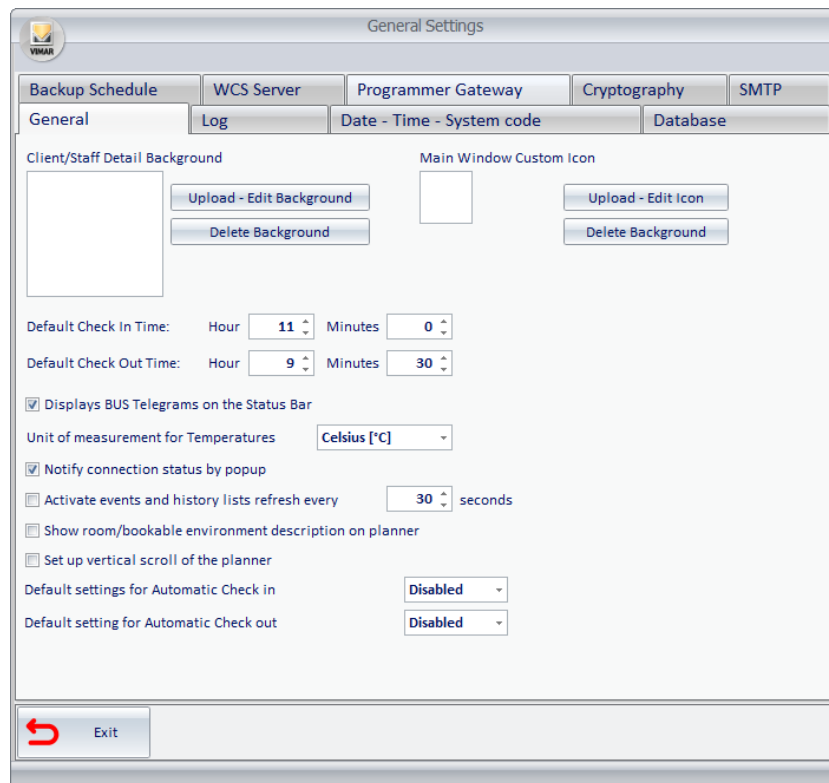 General Settings
VIMAR
Backup Schedule WCS Server Programmer Gateway Cryptography SMTP
General Log Date - Time - System code Database
Client/Staff Detail Background Main Window Custom Icon
Upload - Edit Background Upload - Edit Icon
Delete Background Delete Background
Default Check In Time: Hour 11 Minutes 0
Default Check Out Time: Hour 9 Minutes 30
Displays BUS Telegrams on the Status Bar
Unit of measurement for Temperatures Celsius [°C]
Notify connection status by popup
Activate events and history lists refresh every 30 seconds
Show room/bookable environment description on planner
Set up vertical scroll of the planner
Default settings for Automatic Check in Disabled
Default setting for Automatic Check out Disabled
Exit